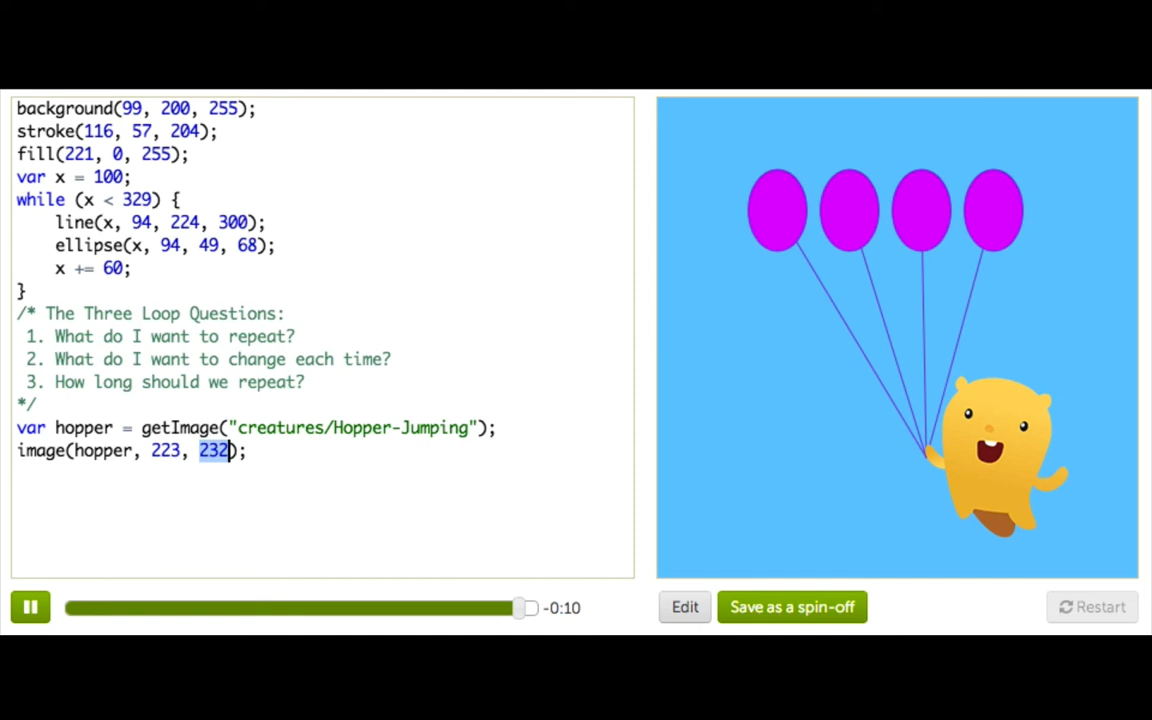 background(99, 200, 255);
stroke(116, 57, 204);
fill(221, 0, 255);
var x = 100;
while (x < 329) {
    line(x, 94, 224, 300);
    ellipse(x, 94, 49, 68);
    x += 60;
}
/* The Three Loop Questions:
 1. What do I want to repeat?
 2. What do I want to change each time?
 3. How long should we repeat?
*/
var hopper = getImage("creatures/Hopper-Jumping");
image(hopper, 223, 232);
-0:10
Edit
Save as a spin-off
Restart